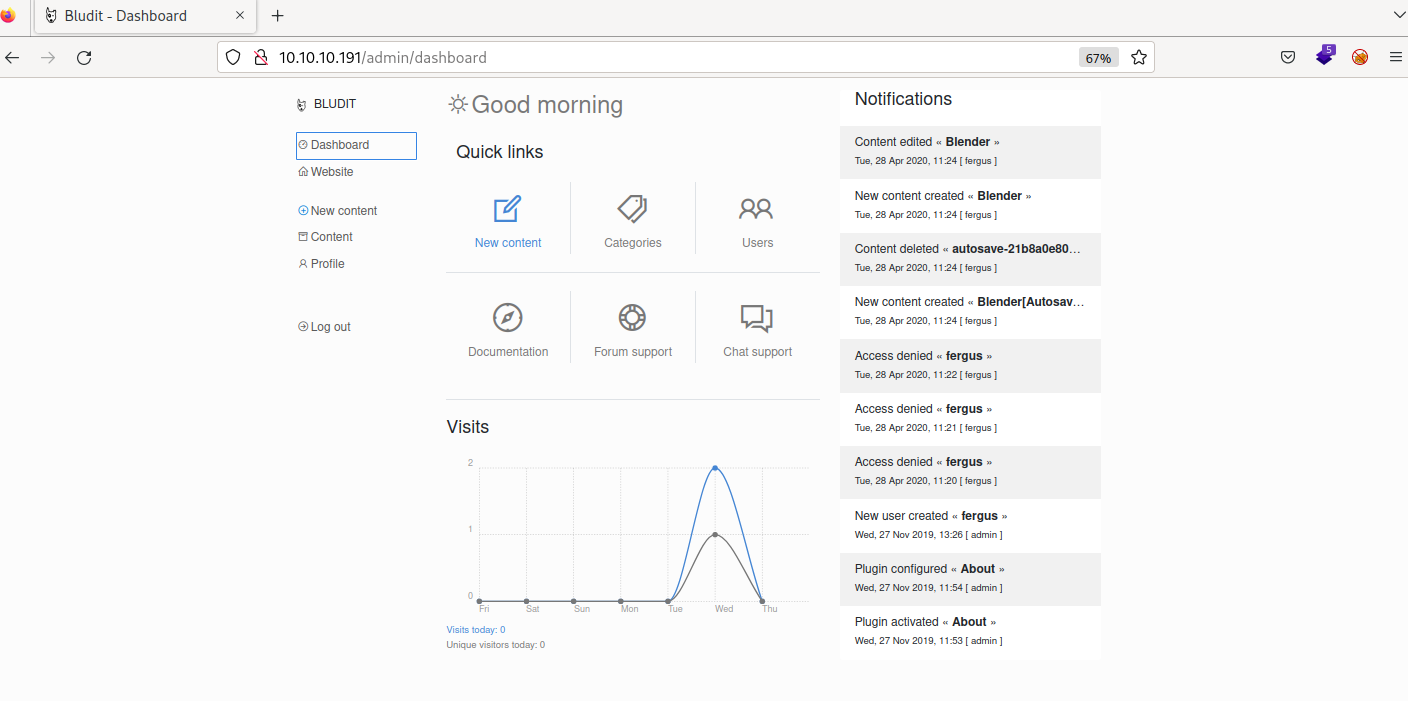 Bludit - Dashboard
10.10.10.191/admin/dashboard
67%
5
BLUDIT
Dashboard
Website
New content
Content
Profile
Log out
Good morning
Quick links
New content
Categories
Users
Documentation
Forum support
Chat support
Visits
2
1
0
Fri Sat Sun Mon Tue Wed Thu
Visits today: 0
Unique visitors today: 0
Notifications
Content edited « Blender »
Tue, 28 Apr 2020, 11:24 [ fergus ]
New content created « Blender »
Tue, 28 Apr 2020, 11:24 [ fergus ]
Content deleted « autosave-21b8a0e80...
Tue, 28 Apr 2020, 11:24 [ fergus ]
New content created « Blender[Autosav...
Tue, 28 Apr 2020, 11:24 [ fergus ]
Access denied « fergus »
Tue, 28 Apr 2020, 11:22 [ fergus ]
Access denied « fergus »
Tue, 28 Apr 2020, 11:21 [ fergus ]
Access denied « fergus »
Tue, 28 Apr 2020, 11:20 [ fergus ]
New user created « fergus »
Wed, 27 Nov 2019, 13:26 [ admin ]
Plugin configured « About »
Wed, 27 Nov 2019, 11:54 [ admin ]
Plugin activated « About »
Wed, 27 Nov 2019, 11:53 [ admin ]